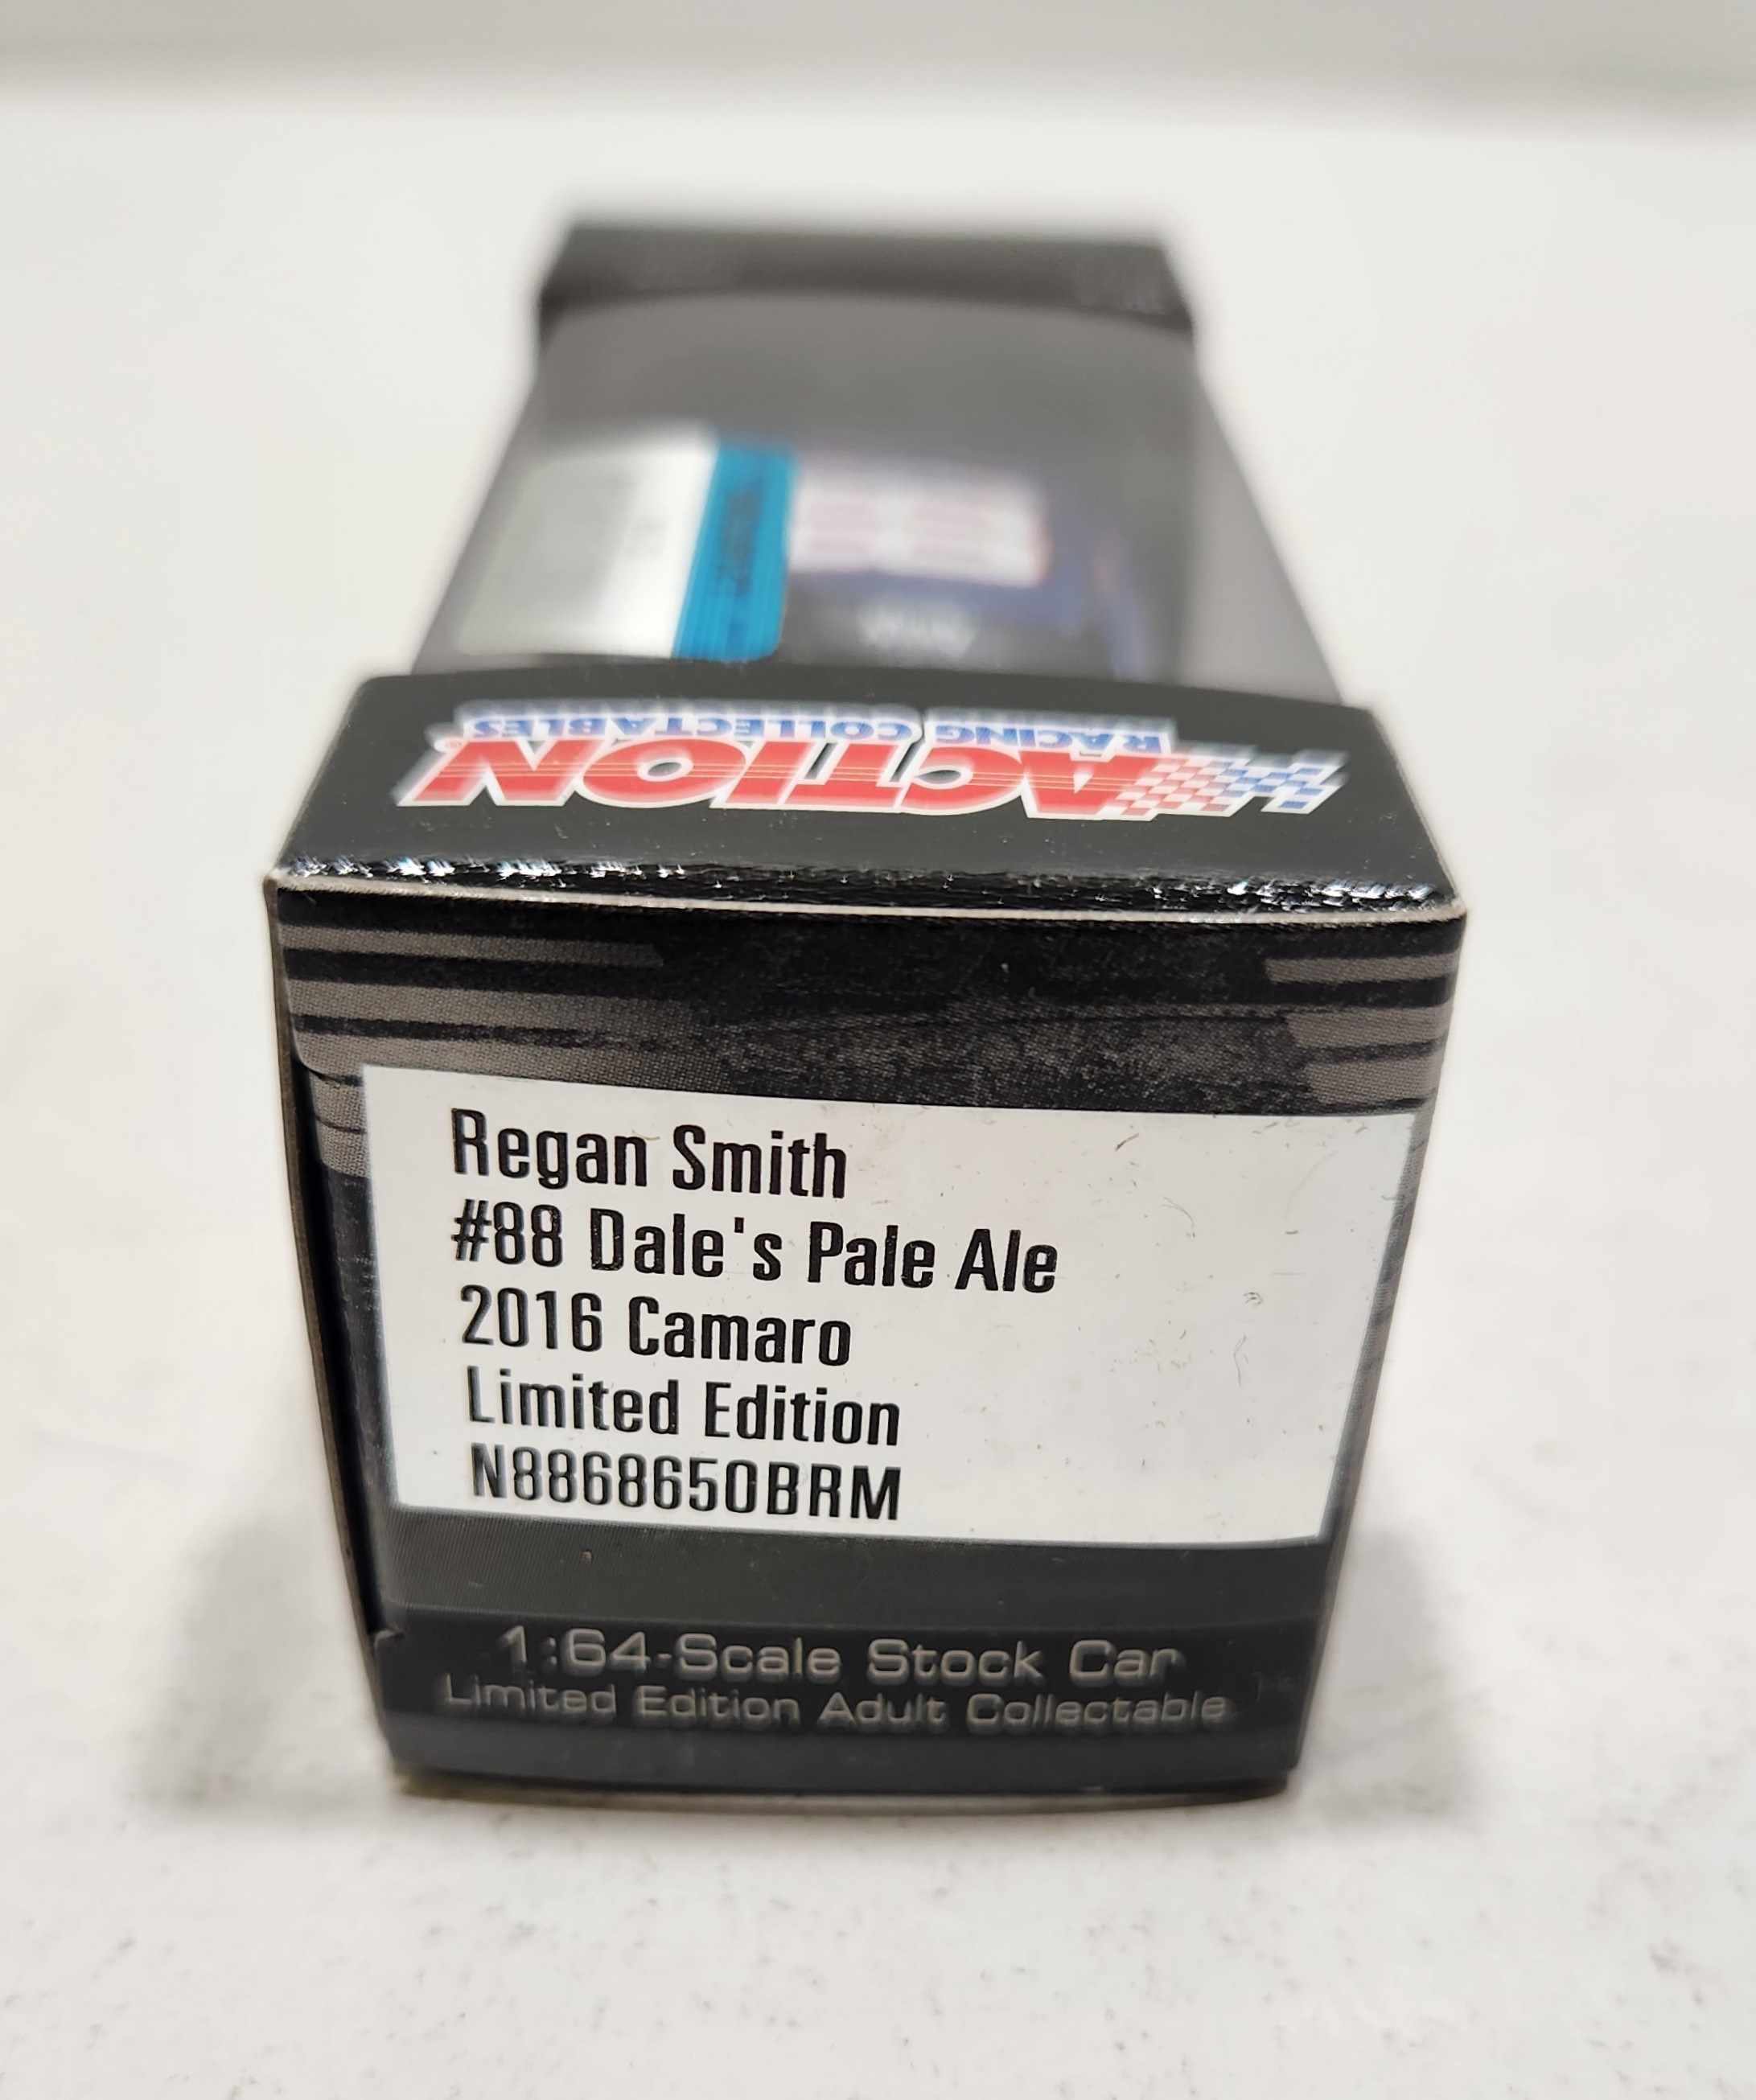 ACTION
RACING COLLECTABLES
Regan Smith
#88 Dale's Pale Ale
2016 Camaro
Limited Edition
N8868650BRM
1:64-Scale Stock Car
Limited Edition Adult Collectable